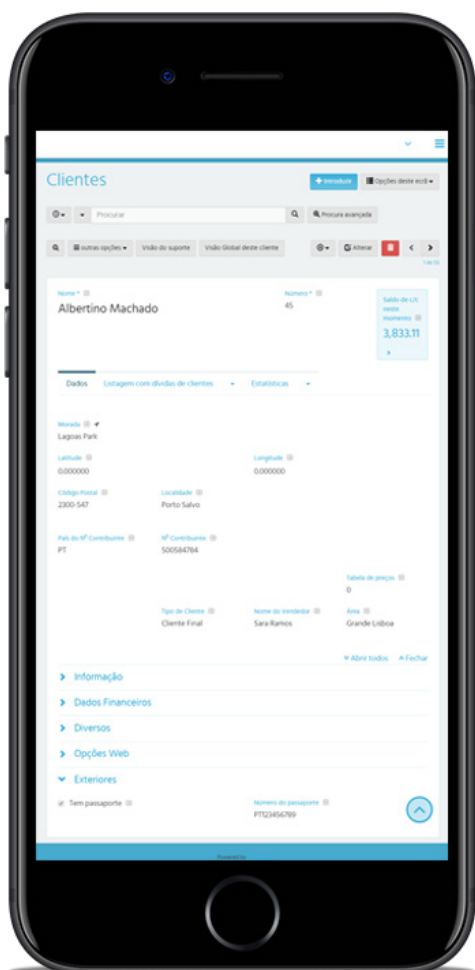 Clientes
Introduzir
Opções deste ecrã
Procurar
Procura avançada
outras opções
Visão do suporte
Visão Global deste cliente
Alterar
Nome *
Número *
Albertino Machado
45
Saldo de c/c
neste
momento
3,833.11
Dados
Listagem com dívidas de clientes
Estatísticas
Morada
Lagoas Park
Latitude
Longitude
0.000000
0.000000
Código Postal
Localidade
2300-547
Porto Salvo
País do Nº Contribuinte
Nº Contribuinte
PT
500584784
Tabela de preços
0
Tipo de Cliente
Nome do Vendedor
Área
Cliente Final
Sara Ramos
Grande Lisboa
Abrir todos
Fechar
Informação
Dados Financeiros
Diversos
Opções Web
Exteriores
Tem passaporte
Número do passaporte
PT123456789
Powered by